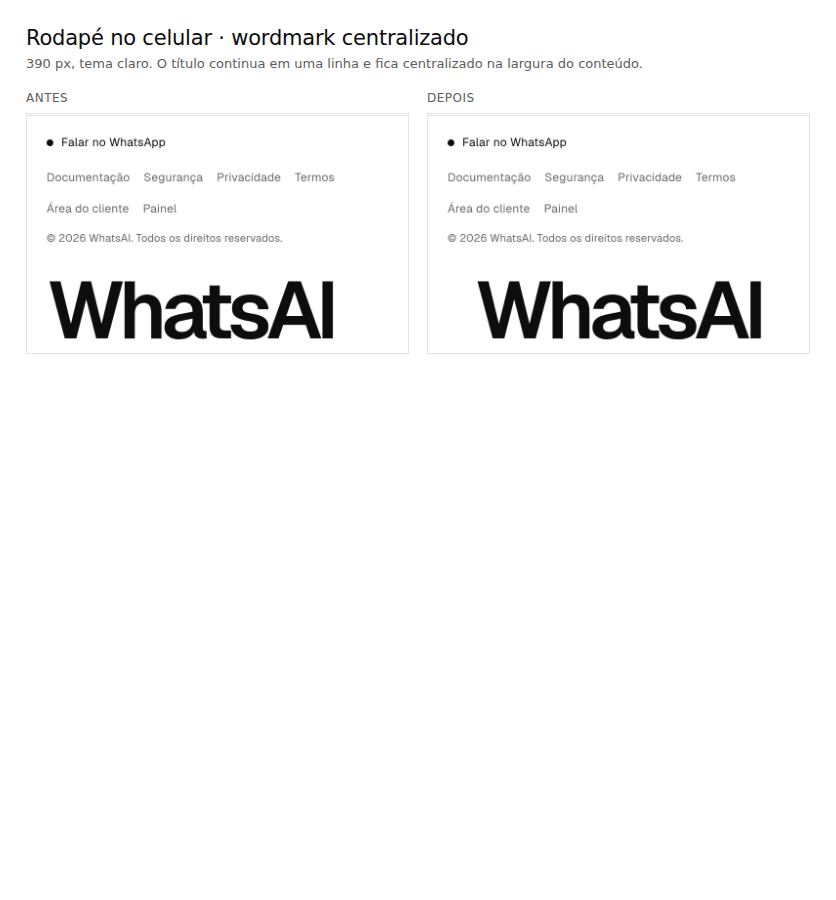 Rodapé no celular · wordmark centralizado
390 px, tema claro. O título continua em uma linha e fica centralizado na largura do conteúdo.
ANTES
Falar no WhatsApp
Documentação Segurança Privacidade Termos
Área do cliente Painel
© 2026 WhatsAI. Todos os direitos reservados.
WhatsAI
DEPOIS
Falar no WhatsApp
Documentação Segurança Privacidade Termos
Área do cliente Painel
© 2026 WhatsAI. Todos os direitos reservados.
WhatsAI